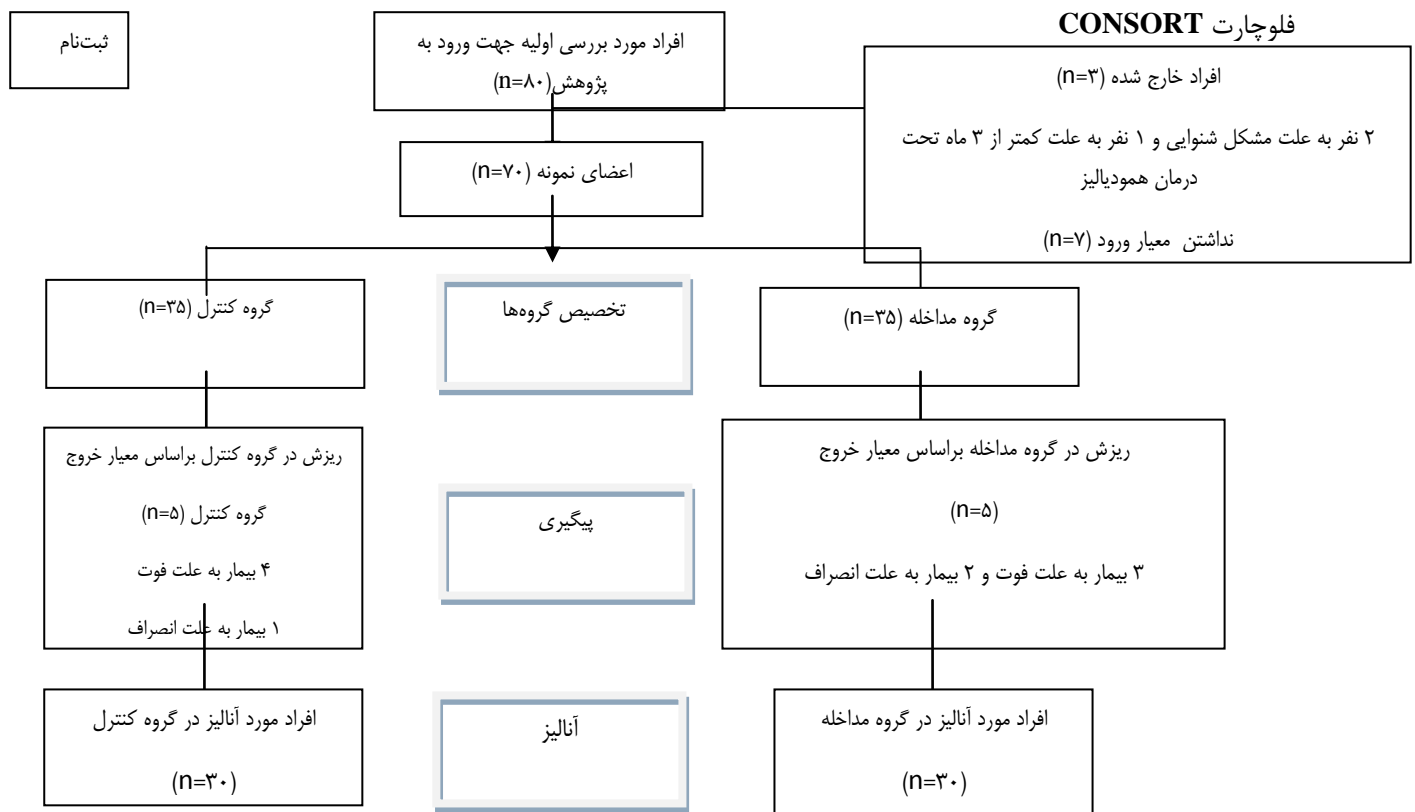 فلوچارت CONSORT
ثبت‌نام
افراد مورد بررسی اولیه جهت ورود به
پژوهش(n=۸۰)
افراد خارج شده (n=۳)
۲ نفر به علت مشکل شنوایی و ۱ نفر به علت کمتر از ۳ ماه تحت
درمان همودیالیز
نداشتن معیار ورود (n=۷)
اعضای نمونه (n=۷۰)
گروه مداخله (n=۳۵)
تخصیص گروه‌ها
گروه کنترل (n=۳۵)
ریزش در گروه مداخله براساس معیار خروج
(n=۵)
۳ بیمار به علت فوت و ۲ بیمار به علت انصراف
پیگیری
ریزش در گروه کنترل براساس معیار خروج
گروه کنترل (n=۵)
۴ بیمار به علت فوت
۱ بیمار به علت انصراف
افراد مورد آنالیز در گروه مداخله
(n=۳۰)
آنالیز
افراد مورد آنالیز در گروه کنترل
(n=۳۰)